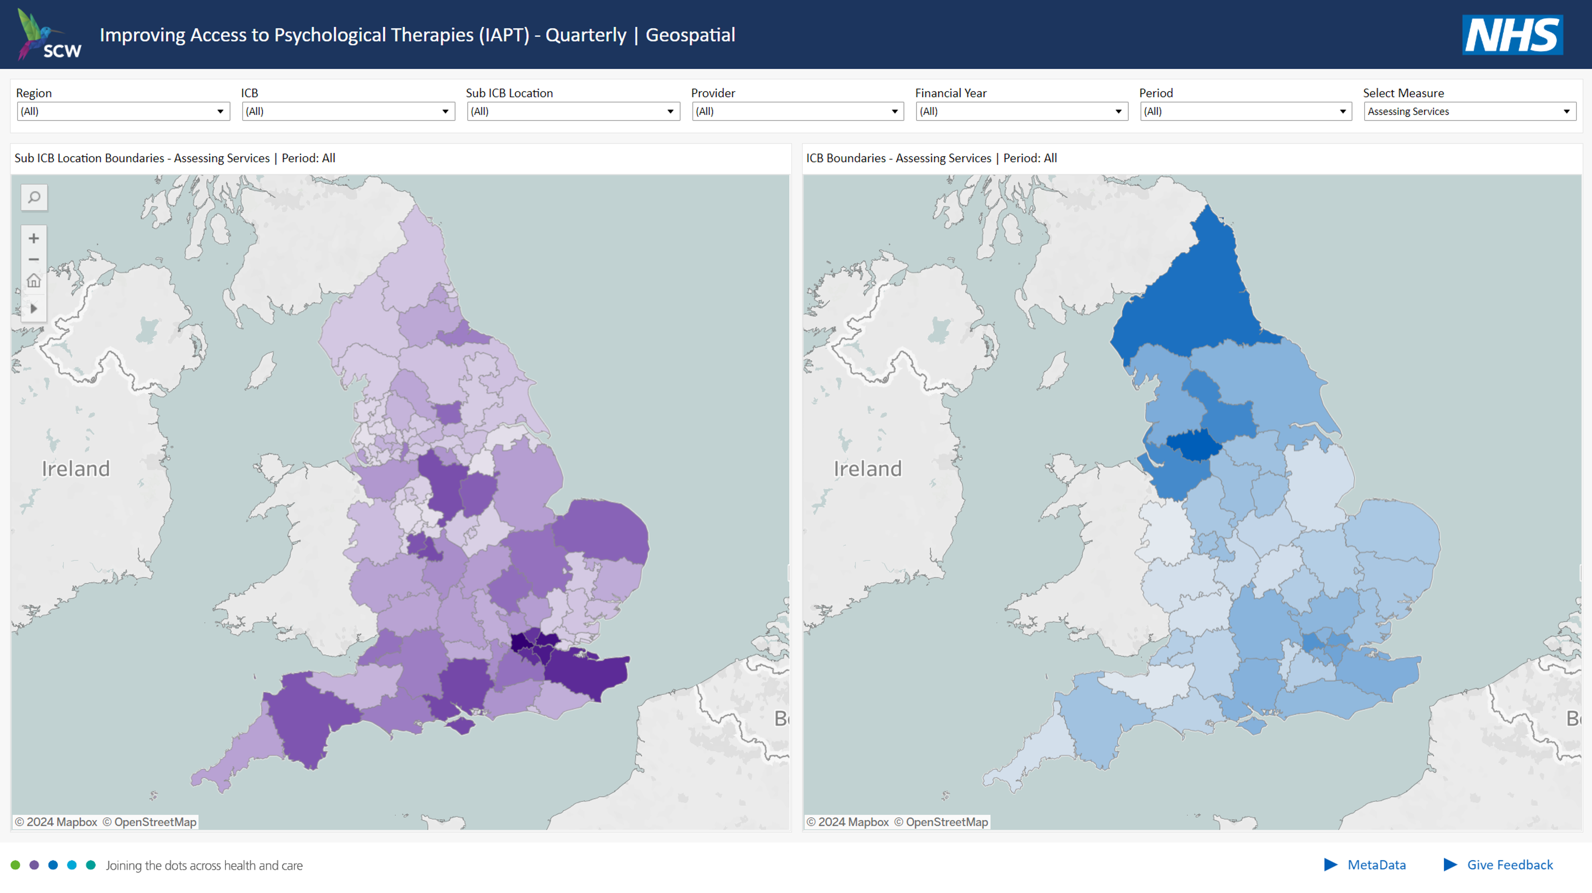 SCW
Improving Access to Psychological Therapies (IAPT) - Quarterly | Geospatial
NHS
Region
ICB
Sub ICB Location
Provider
Financial Year
Period
Select Measure
(All)
(All)
(All)
(All)
(All)
(All)
Assessing Services
Sub ICB Location Boundaries - Assessing Services | Period: All
ICB Boundaries - Assessing Services | Period: All
Ireland
Ireland
Be
Be
© 2024 Mapbox © OpenStreetMap
© 2024 Mapbox © OpenStreetMap
Joining the dots across health and care
MetaData
Give Feedback